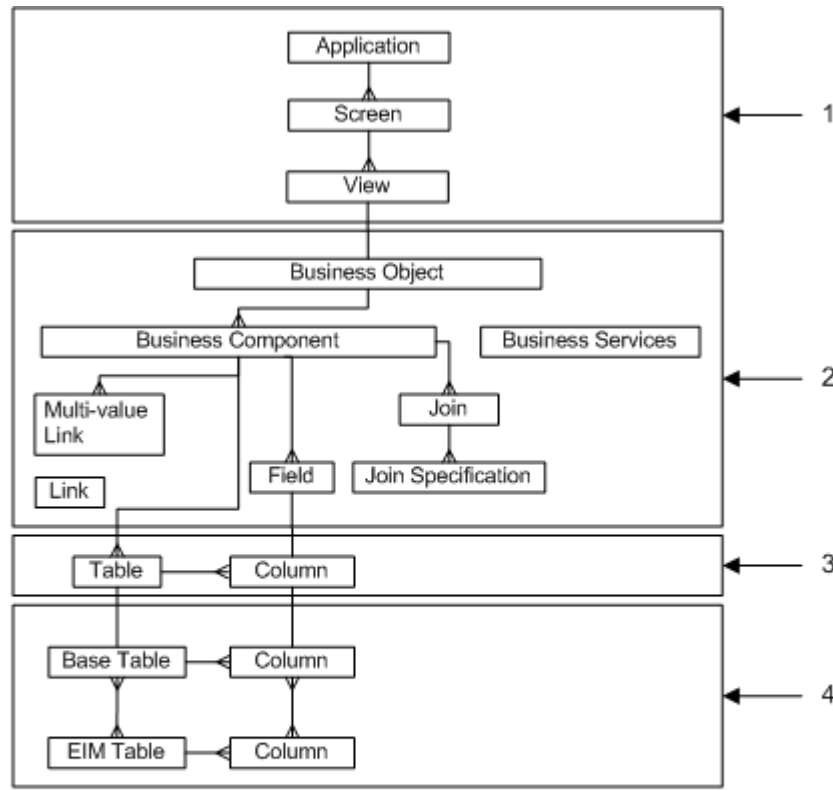 Application
Screen
1
View
Business Object
Business Component
Business Services
2
Multi-value
Link
Join
Field
Join Specification
Link
Table
Column
3
Base Table
Column
4
EIM Table
Column